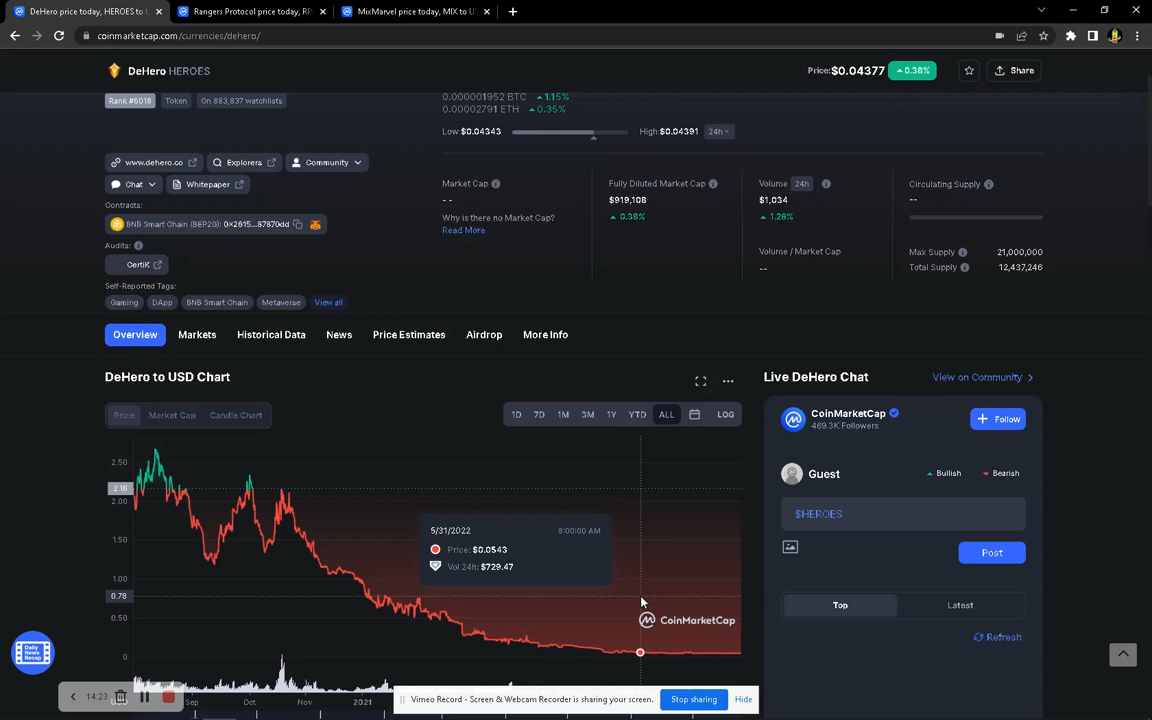 DeHero price today, HEROES to U
Rangers Protocol price today, RP
MixMarvel price today, MIX to US
coinmarketcap.com/currencies/dehero/
DeHero HEROES
Price: $0.04377
0.38%
Share
Rank #6018
Token
On 883,837 watchlists
0.000001952 BTC
1.15%
0.00002791 ETH
0.35%
Low: $0.04343
High: $0.04391
24h
www.dehero.co
Explorers
Community
Chat
Whitepaper
Contracts:
BNB Smart Chain (BEP20): 0x2615...87870dd
Audits:
CertiK
Self-Reported Tags:
Gaming
DApp
BNB Smart Chain
Metaverse
View all
Market Cap
- -
Why is there no Market Cap?
Read More
Fully Diluted Market Cap
$919,108
0.38%
Volume 24h
$1,034
1.26%
Volume / Market Cap
--
Circulating Supply
--
Max Supply 21,000,000
Total Supply 12,437,246
Overview
Markets
Historical Data
News
Price Estimates
Airdrop
More Info
DeHero to USD Chart
Price
Market Cap
Candle Chart
1D
7D
1M
3M
1Y
YTD
ALL
LOG
2.50
2.16
2.00
1.50
1.00
0.78
0.50
0
5/31/2022
8:00:00 AM
Price: $0.0543
Vol 24h: $729.47
CoinMarketCap
Sep
Oct
2021
Live DeHero Chat
View on Community
CoinMarketCap
469.3K Followers
Follow
Guest
Bullish
Bearish
$HEROES
Post
Top
Latest
Refresh
Daily
News
Recap
14:23
Vimeo Record - Screen & Webcam Recorder is sharing your screen.
Stop sharing
Hide